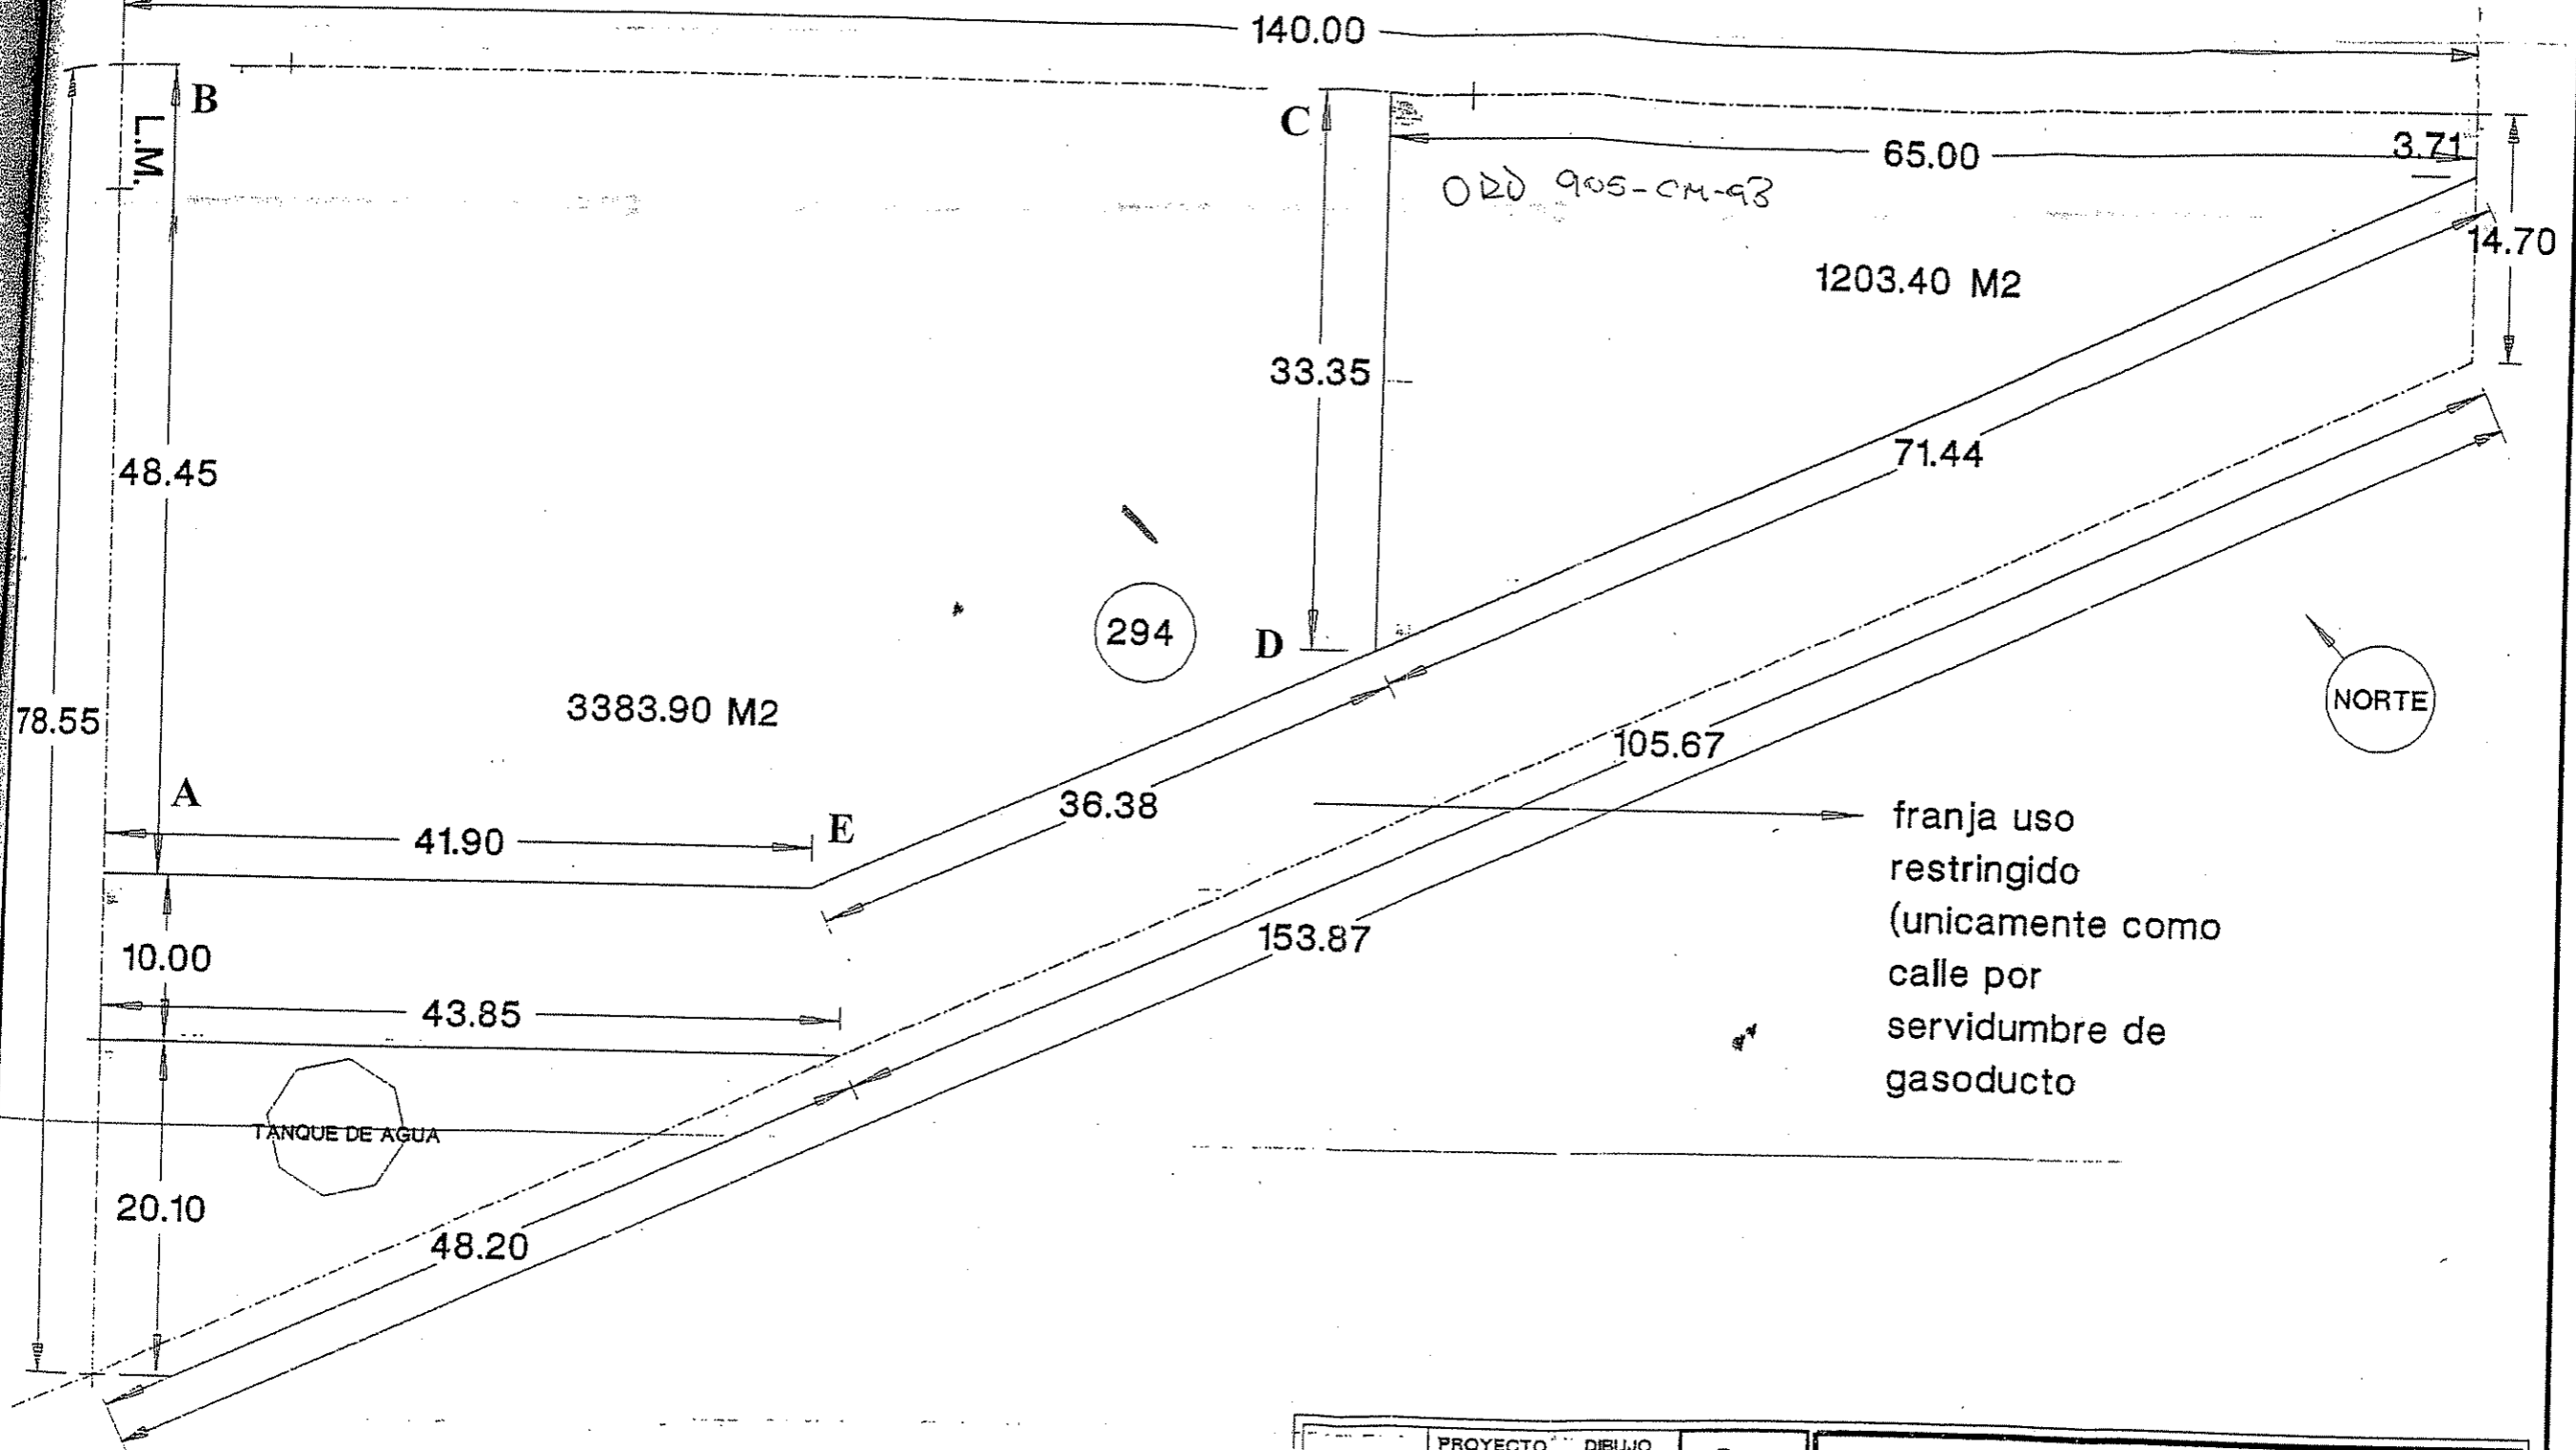 140.00
B
C
L.M.
65.00
3.71
ORD 905-CM-93
14.70
1203.40 M2
33.35
48.45
71.44
294
D
3383.90 M2
NORTE
78.55
105.67
A
36.38
E
41.90
franja uso
restringido
(unicamente como
calle por
servidumbre de
gasoducto
153.87
10.00
43.85
TANQUE DE AGUA
20.10
48.20
PROYECTO DIBUJO